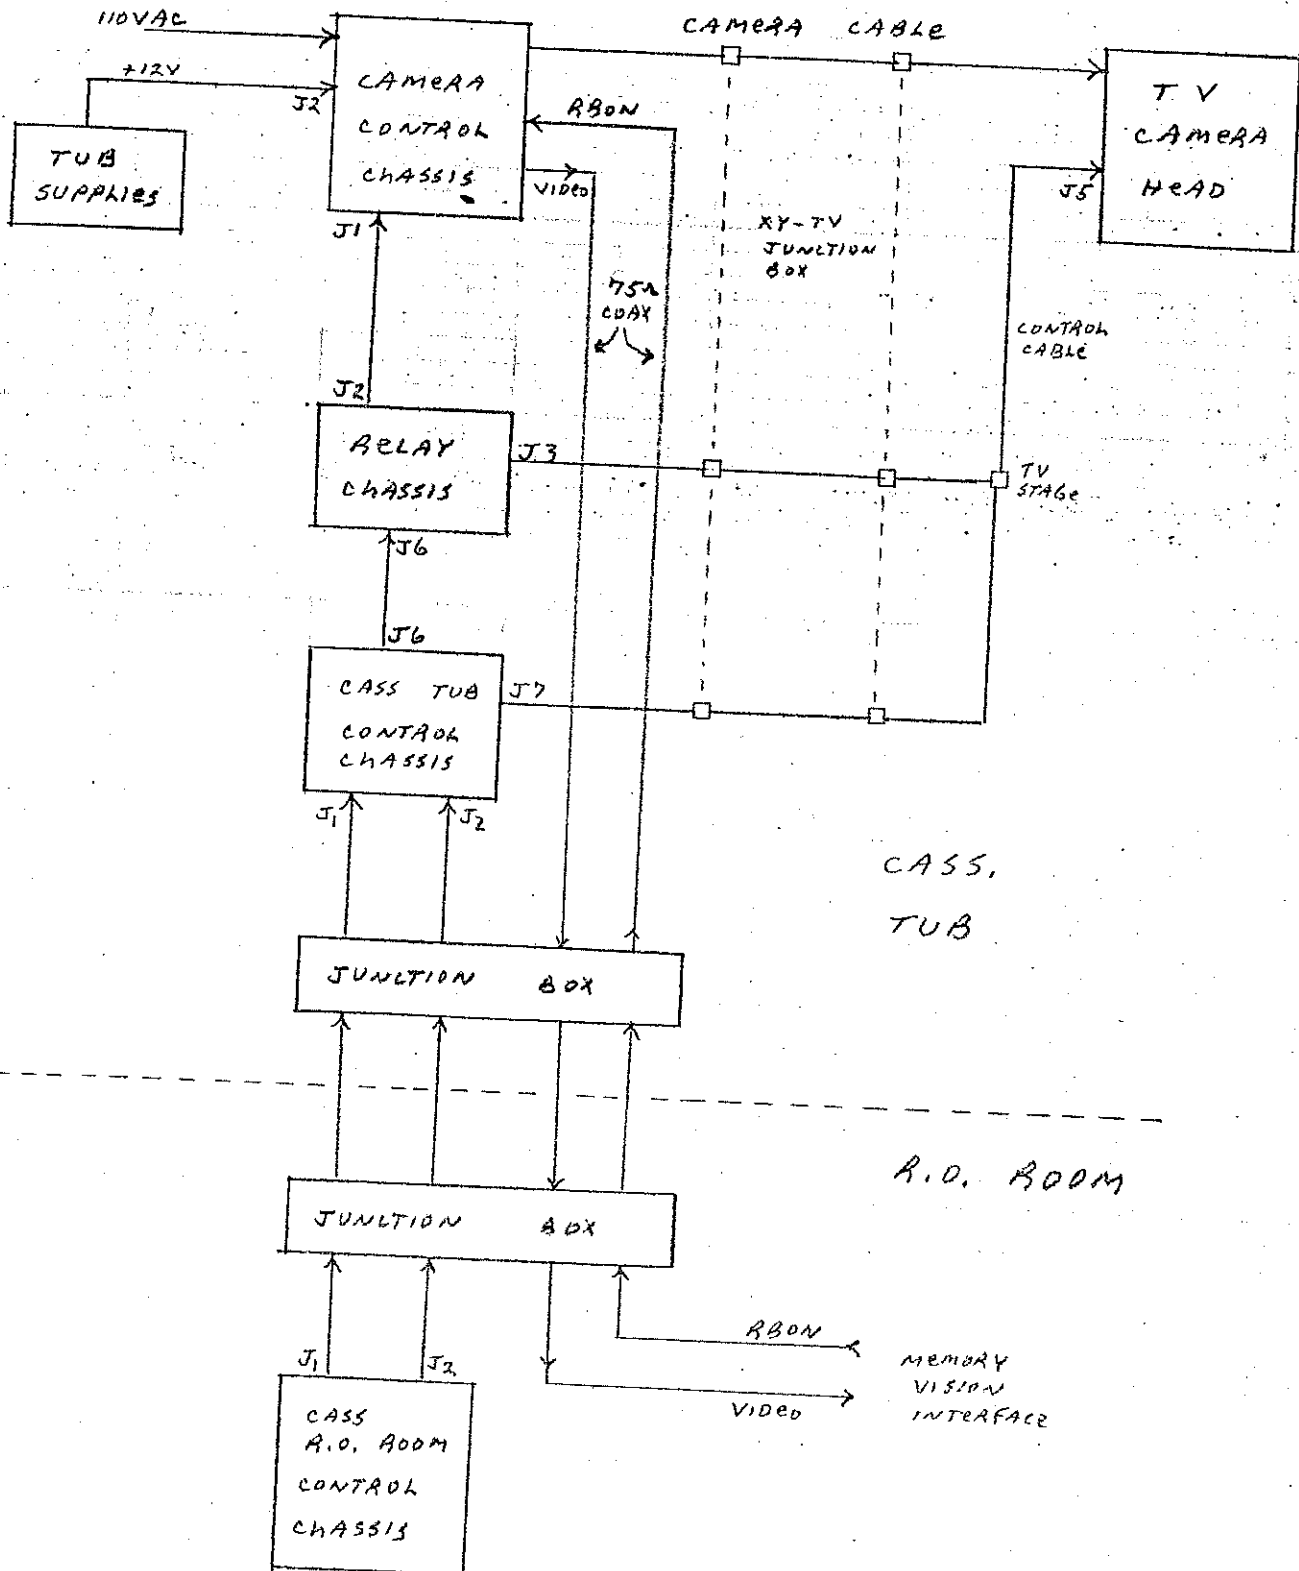 110VAC
CAMERA CABLE
+12V
J2
CAMERA
CONTROL
CHASSIS
RBON
VIDEO
T V
CAMERA
HEAD
TUB
SUPPLIES
J1
J5
XY-TV
JUNCTION
BOX
75Ω
COAX
CONTROL
CABLE
J2
RELAY
CHASSIS
J3
TV
STAGE
J6
J6
CASS TUB
CONTROL
CHASSIS
J7
J1
J2
CASS.
TUB
JUNCTION BOX
R.O. ROOM
JUNCTION BOX
RBON
MEMORY
VISION
INTERFACE
VIDEO
J1
J2
CASS
R.O. ROOM
CONTROL
CHASSIS